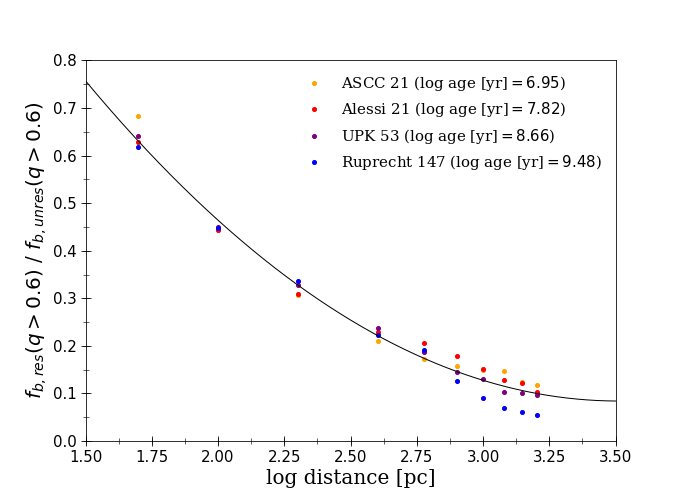 0.8
0.7
0.6
0.5
0.4
0.3
0.2
0.1
0.0
f_{b,res}(q > 0.6) / f_{b,unres}(q > 0.6)
ASCC 21 (log age [yr] = 6.95)
Alessi 21 (log age [yr] = 7.82)
UPK 53 (log age [yr] = 8.66)
Ruprecht 147 (log age [yr] = 9.48)
1.50 1.75 2.00 2.25 2.50 2.75 3.00 3.25 3.50
log distance [pc]